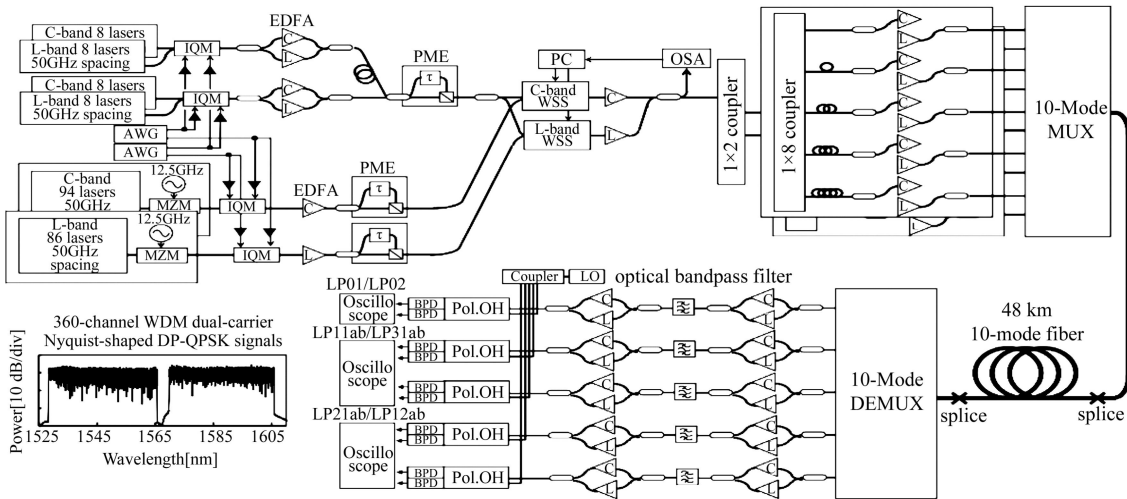 C-band 8 lasers
L-band 8 lasers
50GHz spacing
IQM
EDFA
C
L
C-band 8 lasers
L-band 8 lasers
50GHz spacing
IQM
C
L
AWG
AWG
PME
τ
PC
OSA
C-band
WSS
C
L-band
WSS
L
1×2 coupler
1×8 coupler
C
L
C
L
C
L
C
L
C
L
L
10-Mode
MUX
C-band
94 lasers
50GHz
12.5GHz
MZM
IQM
EDFA
C
PME
τ
L-band
86 lasers
50GHz
spacing
12.5GHz
MZM
IQM
L
τ
Coupler
LO
optical bandpass filter
LP01/LP02
Oscillo
scope
BPD
BPD
Pol.OH
C
L
C
L
LP11ab/LP31ab
Oscillo
scope
BPD
BPD
Pol.OH
C
L
C
L
BPD
BPD
Pol.OH
C
L
C
L
LP21ab/LP12ab
Oscillo
scope
BPD
BPD
Pol.OH
C
L
C
L
BPD
BPD
Pol.OH
C
L
C
L
10-Mode
DEMUX
48 km
10-mode fiber
splice
splice
360-channel WDM dual-carrier
Nyquist-shaped DP-QPSK signals
Power[10 dB/div]
1525
1545
1565
1585
1605
Wavelength[nm]